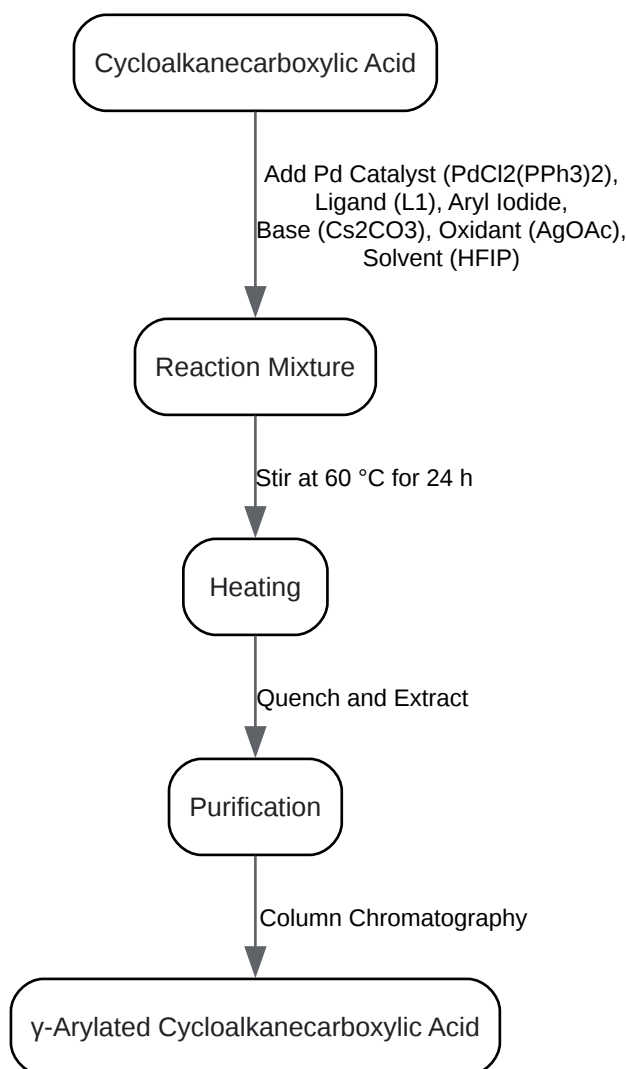 Cycloalkanecarboxylic Acid
Add Pd Catalyst (PdCl2(PPh3)2),
Ligand (L1), Aryl Iodide,
Base (Cs2CO3), Oxidant (AgOAc),
Solvent (HFIP)
Reaction Mixture
Stir at 60 °C for 24 h
Heating
Quench and Extract
Purification
Column Chromatography
γ-Arylated Cycloalkanecarboxylic Acid